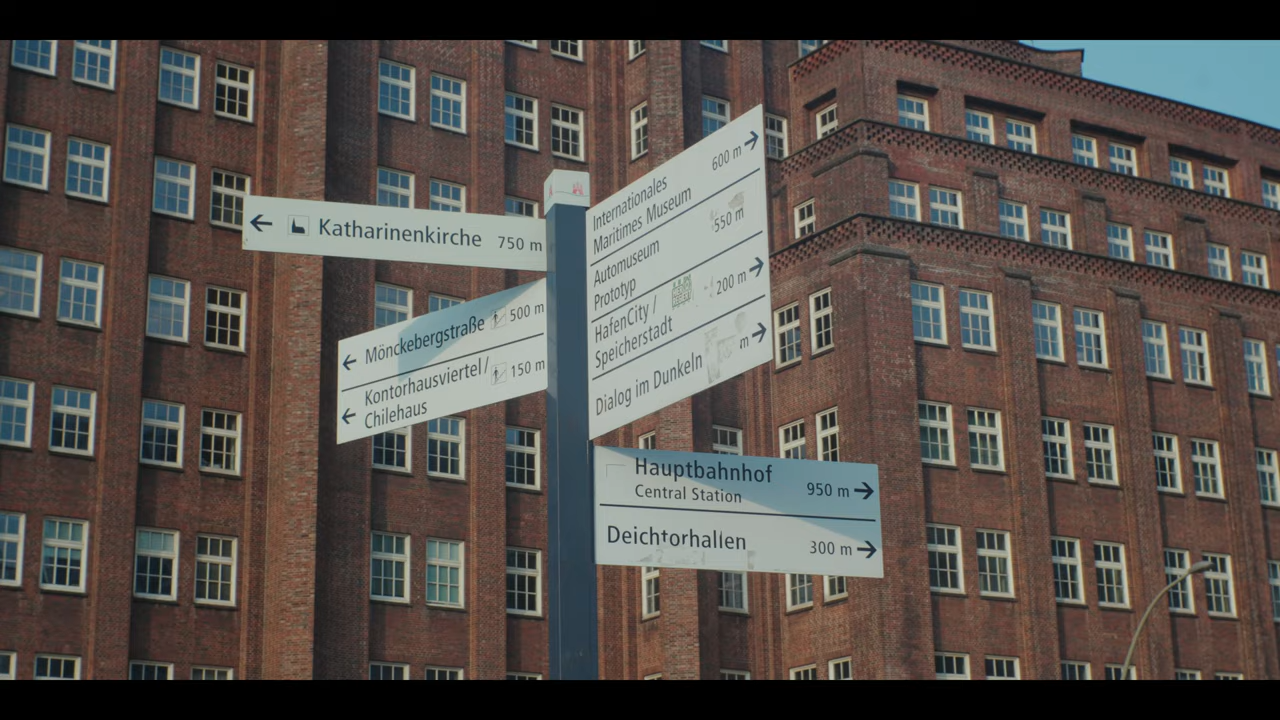 Katharinenkirche 750 m
Mönckebergstraße 500 m
Kontorhausviertel/ 150 m
Chilehaus
Internationales 600 m
Maritimes Museum
Automuseum 550 m
Prototyp
HafenCity / 200 m
Speicherstadt
Dialog im Dunkeln m
Hauptbahnhof 950 m
Central Station
Deichtorhallen 300 m